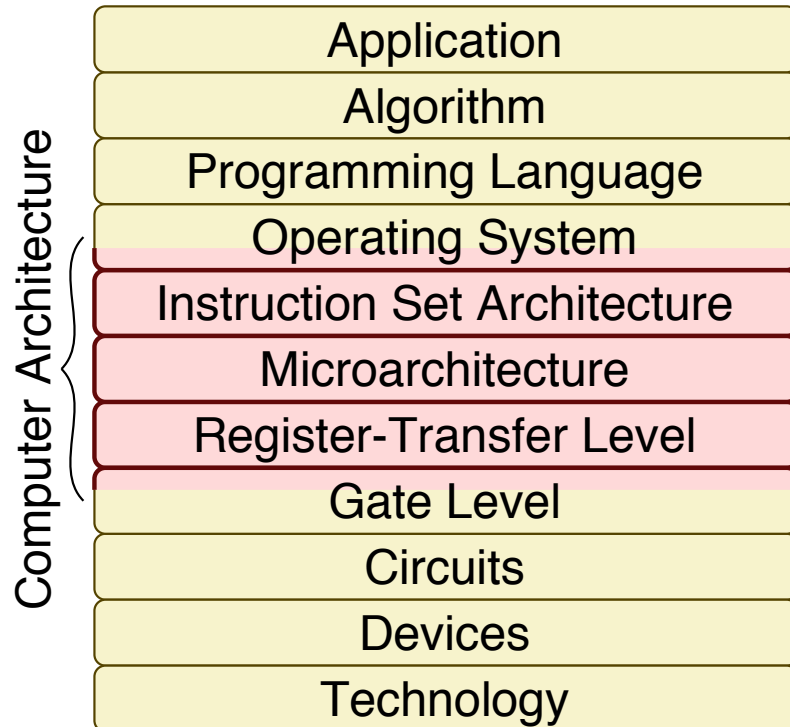 Computer Architecture
Application
Algorithm
Programming Language
Operating System
Instruction Set Architecture
Microarchitecture
Register-Transfer Level
Gate Level
Circuits
Devices
Technology